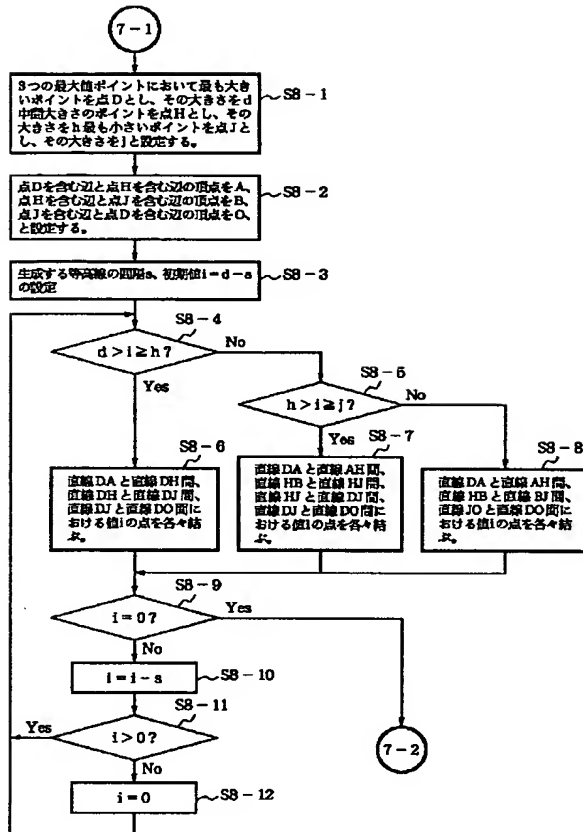 7-1
3つの最大値ポイントにおいて最も大き
いポイントを点Dとし、その大きさをd
中間大きさのポイントを点Hとし、その
大きさをh最も小さいポイントを点Jと
し、その大きさをjと設定する。
S8-1
点Dを含む辺と点Hを含む辺の頂点をA、
点Hを含む辺と点Jを含む辺の頂点をB、
点Jを含む辺と点Dを含む辺の頂点をO、
と設定する。
S8-2
生成する等高線の間隔s、初期値i=d-s
の設定
S8-3
S8-4
d>i≧h?
No
Yes
S8-5
h>i≧j?
No
Yes
S8-6
直線DAと直線DH間、
直線DHと直線DJ間、
直線DJと直線DO間に
おける値iの点を各々結
ぶ。
S8-7
直線DAと直線AH間、
直線HBと直線HJ間、
直線HJと直線DJ間、
直線DJと直線DO間に
おける値iの点を各々結
ぶ。
S8-8
直線DAと直線AH間、
直線HBと直線BJ間、
直線JOと直線DO間に
おける値iの点を各々結
ぶ。
S8-9
i=0?
Yes
No
i=i-s
S8-10
S8-11
i>0?
Yes
No
i=0
S8-12
7-2